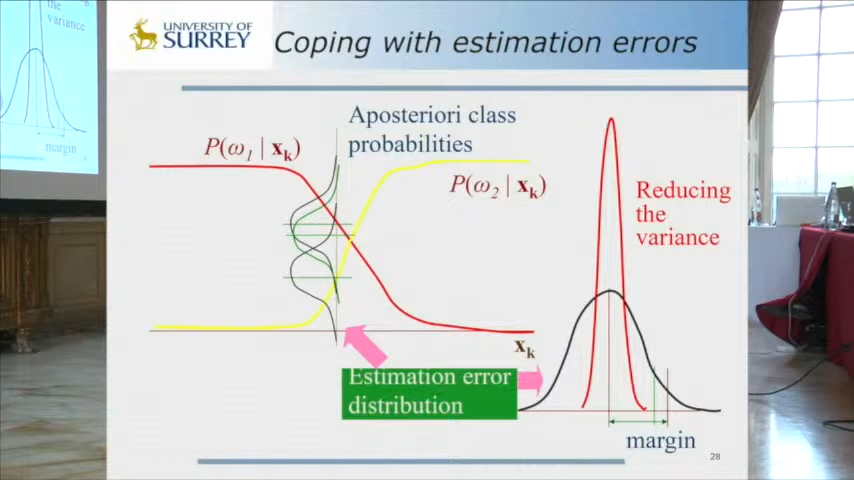 the
variance
margin
UNIVERSITY OF
SURREY
Coping with estimation errors
Aposteriori class
probabilities
P(ω1 | xk)
P(ω2 | xk)
Reducing
the
variance
xk
Estimation error
distribution
margin
28